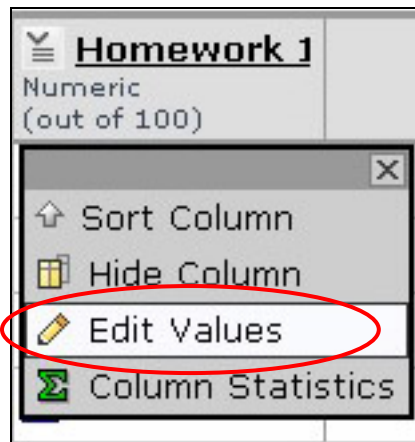 Homework 1
Numeric
(out of 100)
Sort Column
Hide Column
Edit Values
Column Statistics